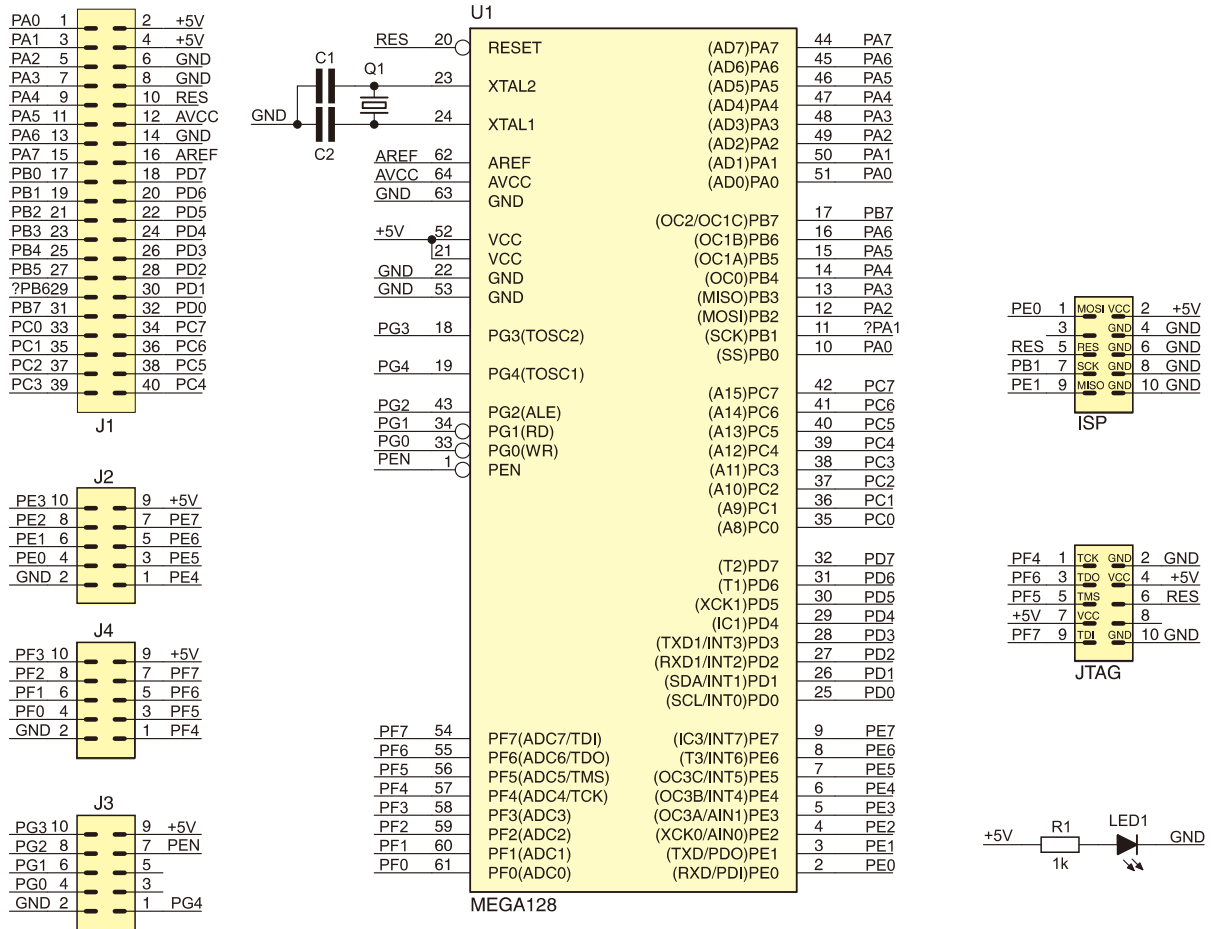 J1
PA0 1 2 +5V
PA1 3 4 +5V
PA2 5 6 GND
PA3 7 8 GND
PA4 9 10 RES
PA5 11 12 AVCC
PA6 13 14 GND
PA7 15 16 AREF
PB0 17 18 PD7
PB1 19 20 PD6
PB2 21 22 PD5
PB3 23 24 PD4
PB4 25 26 PD3
PB5 27 28 PD2
?PB629 30 PD1
PB7 31 32 PD0
PC0 33 34 PC7
PC1 35 36 PC6
PC2 37 38 PC5
PC3 39 40 PC4
J2
PE3 10 9 +5V
PE2 8 7 PE7
PE1 6 5 PE6
PE0 4 3 PE5
GND 2 1 PE4
J4
PF3 10 9 +5V
PF2 8 7 PF7
PF1 6 5 PF6
PF0 4 3 PF5
GND 2 1 PF4
J3
PG3 10 9 +5V
PG2 8 7 PEN
PG1 6 5
PG0 4 3
GND 2 1 PG4
C1
Q1
GND
C2
U1
RES 20 RESET
23 XTAL2
24 XTAL1
AREF 62 AREF
AVCC 64 AVCC
GND 63 GND
+5V 52 VCC
21 VCC
GND 22 GND
GND 53 GND
PG3 18 PG3(TOSC2)
PG4 19 PG4(TOSC1)
PG2 43 PG2(ALE)
PG1 34 PG1(RD)
PG0 33 PG0(WR)
PEN 1 PEN
PF7 54 PF7(ADC7/TDI)
PF6 55 PF6(ADC6/TDO)
PF5 56 PF5(ADC5/TMS)
PF4 57 PF4(ADC4/TCK)
PF3 58 PF3(ADC3)
PF2 59 PF2(ADC2)
PF1 60 PF1(ADC1)
PF0 61 PF0(ADC0)
(AD7)PA7 44 PA7
(AD6)PA6 45 PA6
(AD5)PA5 46 PA5
(AD4)PA4 47 PA4
(AD3)PA3 48 PA3
(AD2)PA2 49 PA2
(AD1)PA1 50 PA1
(AD0)PA0 51 PA0
(OC2/OC1C)PB7 17 PB7
(OC1B)PB6 16 PA6
(OC1A)PB5 15 PA5
(OC0)PB4 14 PA4
(MISO)PB3 13 PA3
(MOSI)PB2 12 PA2
(SCK)PB1 11 ?PA1
(SS)PB0 10 PA0
(A15)PC7 42 PC7
(A14)PC6 41 PC6
(A13)PC5 40 PC5
(A12)PC4 39 PC4
(A11)PC3 38 PC3
(A10)PC2 37 PC2
(A9)PC1 36 PC1
(A8)PC0 35 PC0
(T2)PD7 32 PD7
(T1)PD6 31 PD6
(XCK1)PD5 30 PD5
(IC1)PD4 29 PD4
(TXD1/INT3)PD3 28 PD3
(RXD1/INT2)PD2 27 PD2
(SDA/INT1)PD1 26 PD1
(SCL/INT0)PD0 25 PD0
(IC3/INT7)PE7 9 PE7
(T3/INT6)PE6 8 PE6
(OC3C/INT5)PE5 7 PE5
(OC3B/INT4)PE4 6 PE4
(OC3A/AIN1)PE3 5 PE3
(XCK0/AIN0)PE2 4 PE2
(TXD/PDO)PE1 3 PE1
(RXD/PDI)PE0 2 PE0
MEGA128
PE0 1 MOSI VCC 2 +5V
3 GND 4 GND
RES 5 RES GND 6 GND
PB1 7 SCK GND 8 GND
PE1 9 MISO GND 10 GND
ISP
PF4 1 TCK GND 2 GND
PF6 3 TDO VCC 4 +5V
PF5 5 TMS 6 RES
+5V 7 VCC 8
PF7 9 TDI GND 10 GND
JTAG
+5V R1 LED1 GND
1k